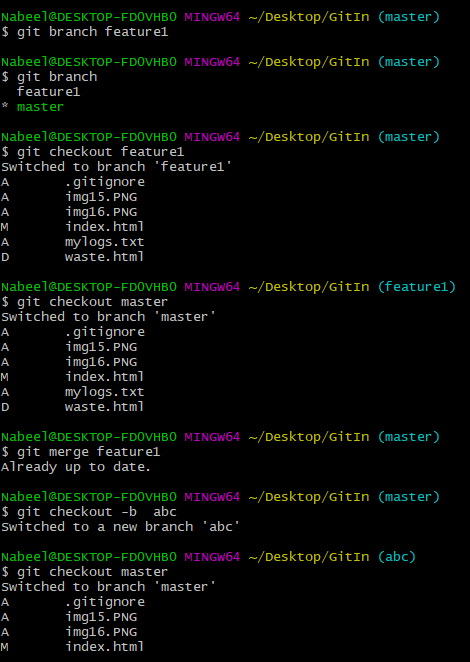 Nabeel@DESKTOP-FD0VHB0 MINGW64 ~/Desktop/GitIn (master)
$ git branch feature1
Nabeel@DESKTOP-FD0VHB0 MINGW64 ~/Desktop/GitIn (master)
$ git branch
  feature1
* master
Nabeel@DESKTOP-FD0VHB0 MINGW64 ~/Desktop/GitIn (master)
$ git checkout feature1
Switched to branch 'feature1'
A       .gitignore
A       img15.PNG
A       img16.PNG
M       index.html
A       mylogs.txt
D       waste.html
Nabeel@DESKTOP-FD0VHB0 MINGW64 ~/Desktop/GitIn (feature1)
$ git checkout master
Switched to branch 'master'
A       .gitignore
A       img15.PNG
A       img16.PNG
M       index.html
A       mylogs.txt
D       waste.html
Nabeel@DESKTOP-FD0VHB0 MINGW64 ~/Desktop/GitIn (master)
$ git merge feature1
Already up to date.
Nabeel@DESKTOP-FD0VHB0 MINGW64 ~/Desktop/GitIn (master)
$ git checkout -b  abc
Switched to a new branch 'abc'
Nabeel@DESKTOP-FD0VHB0 MINGW64 ~/Desktop/GitIn (abc)
$ git checkout master
Switched to branch 'master'
A       .gitignore
A       img15.PNG
A       img16.PNG
M       index.html